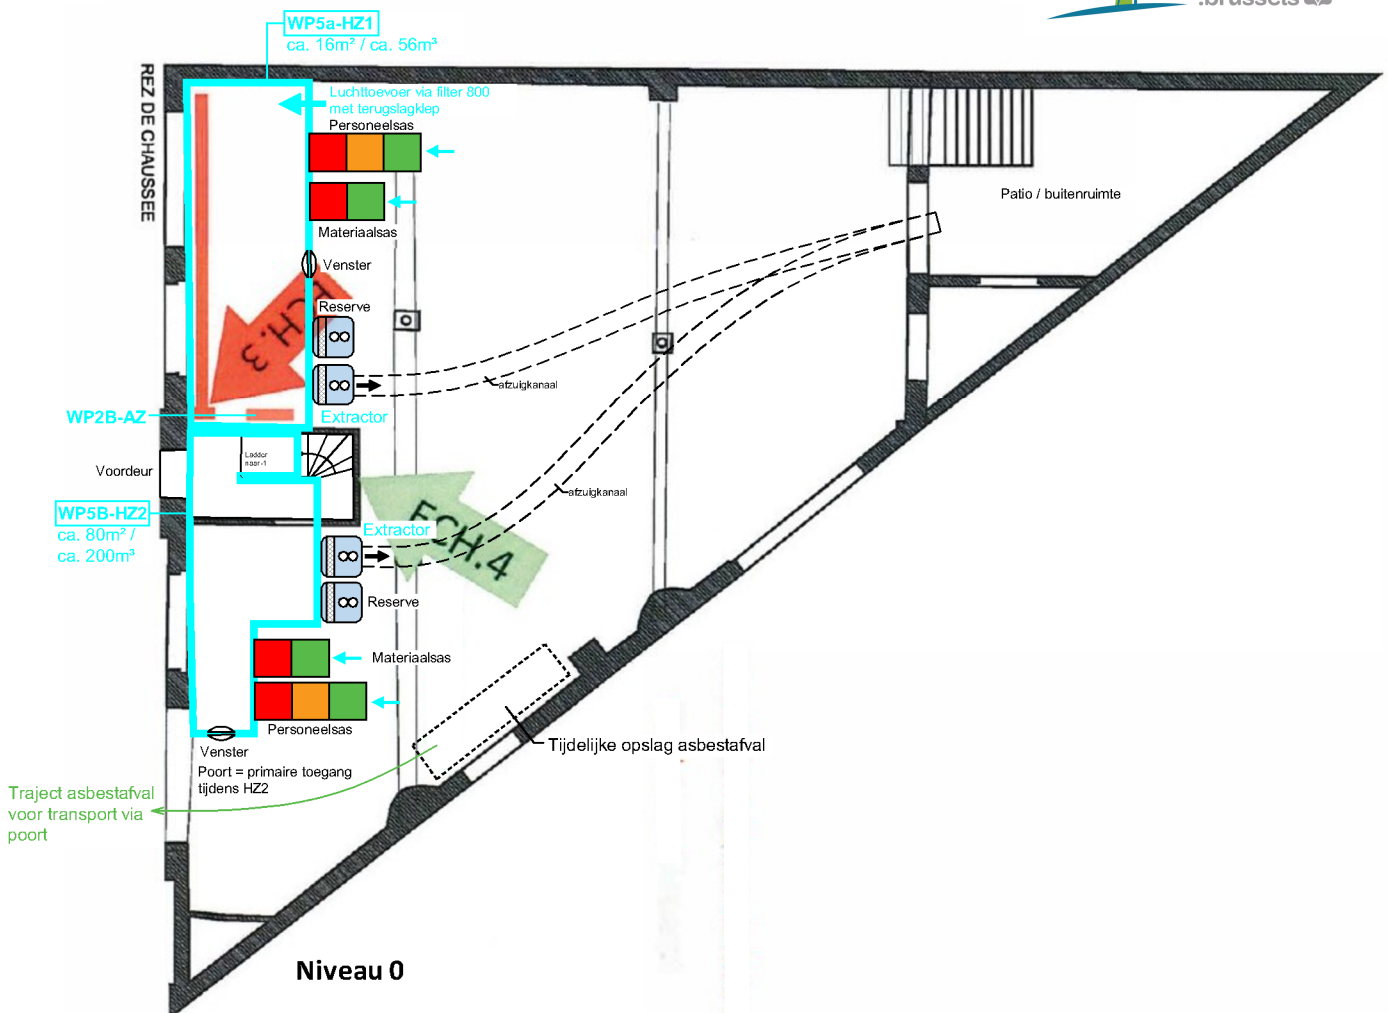 .brussels
WP5a-HZ1
ca. 16m² / ca. 56m³
REZ DE CHAUSSEE
Luchttoevoer via filter 800
met terugslagklep
Personeelsas
Materiaalsas
Venster
Patio / buitenruimte
ECH.3
Reserve
afzuigkanaal
WP2B-AZ
Extractor
Ladder
naar -1
Voordeur
afzuigkanaal
WP5B-HZ2
ca. 80m² /
ca. 200m³
Extractor
ECH.4
Reserve
Materiaalsas
Personeelsas
Venster
Tijdelijke opslag asbestafval
Poort = primaire toegang
tijdens HZ2
Traject asbestafval
voor transport via
poort
Niveau 0